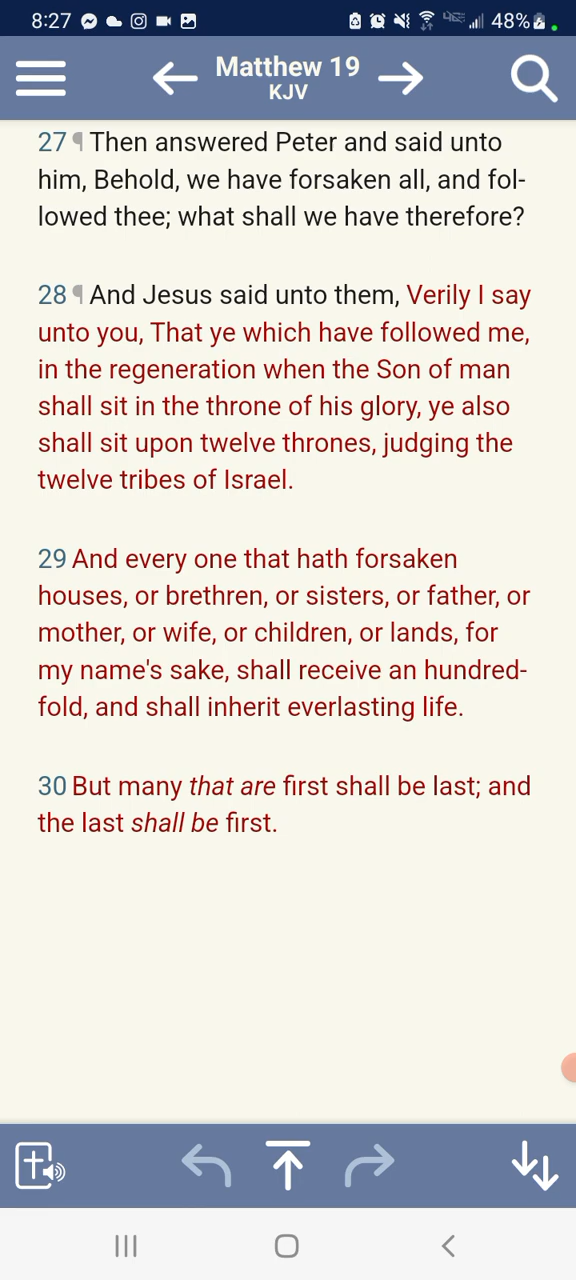 8:27 48%
Matthew 19
KJV
27 ¶ Then answered Peter and said unto
him, Behold, we have forsaken all, and fol-
lowed thee; what shall we have therefore?
28 ¶ And Jesus said unto them, Verily I say
unto you, That ye which have followed me,
in the regeneration when the Son of man
shall sit in the throne of his glory, ye also
shall sit upon twelve thrones, judging the
twelve tribes of Israel.
29 And every one that hath forsaken
houses, or brethren, or sisters, or father, or
mother, or wife, or children, or lands, for
my name's sake, shall receive an hundred-
fold, and shall inherit everlasting life.
30 But many that are first shall be last; and
the last shall be first.